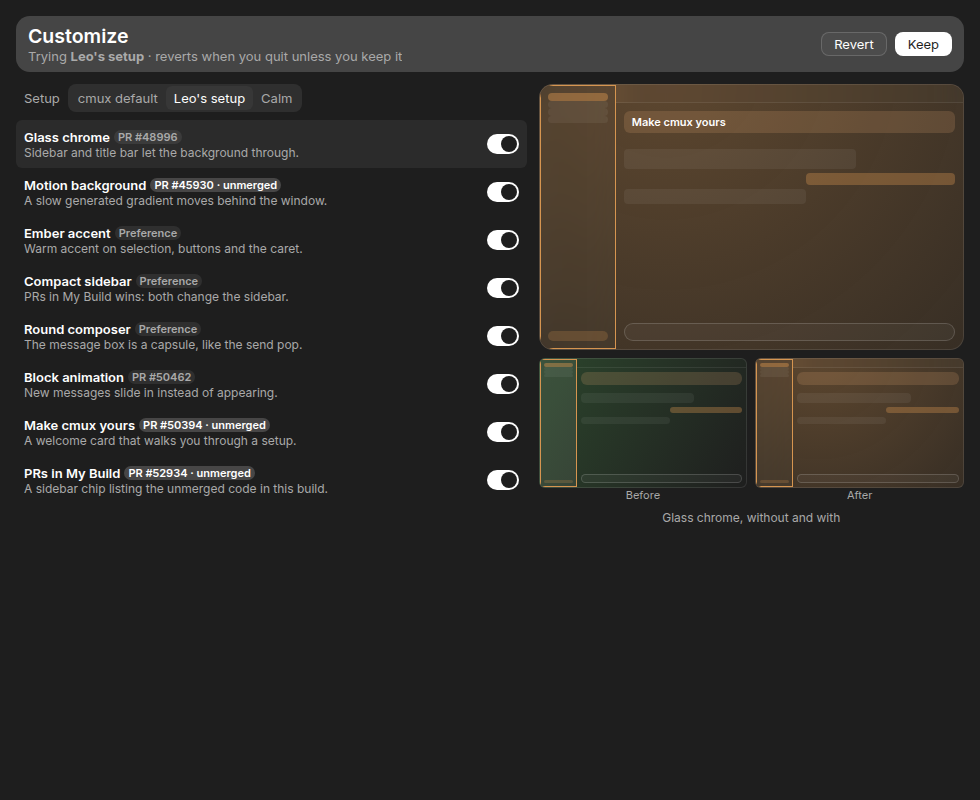 Customize
Trying Leo's setup · reverts when you quit unless you keep it
Revert
Keep
Setup
cmux default
Leo's setup
Calm
Glass chrome PR #48996
Sidebar and title bar let the background through.
Motion background PR #45930 · unmerged
A slow generated gradient moves behind the window.
Ember accent Preference
Warm accent on selection, buttons and the caret.
Compact sidebar Preference
PRs in My Build wins: both change the sidebar.
Round composer Preference
The message box is a capsule, like the send pop.
Block animation PR #50462
New messages slide in instead of appearing.
Make cmux yours PR #50394 · unmerged
A welcome card that walks you through a setup.
PRs in My Build PR #52934 · unmerged
A sidebar chip listing the unmerged code in this build.
Make cmux yours
Before
After
Glass chrome, without and with